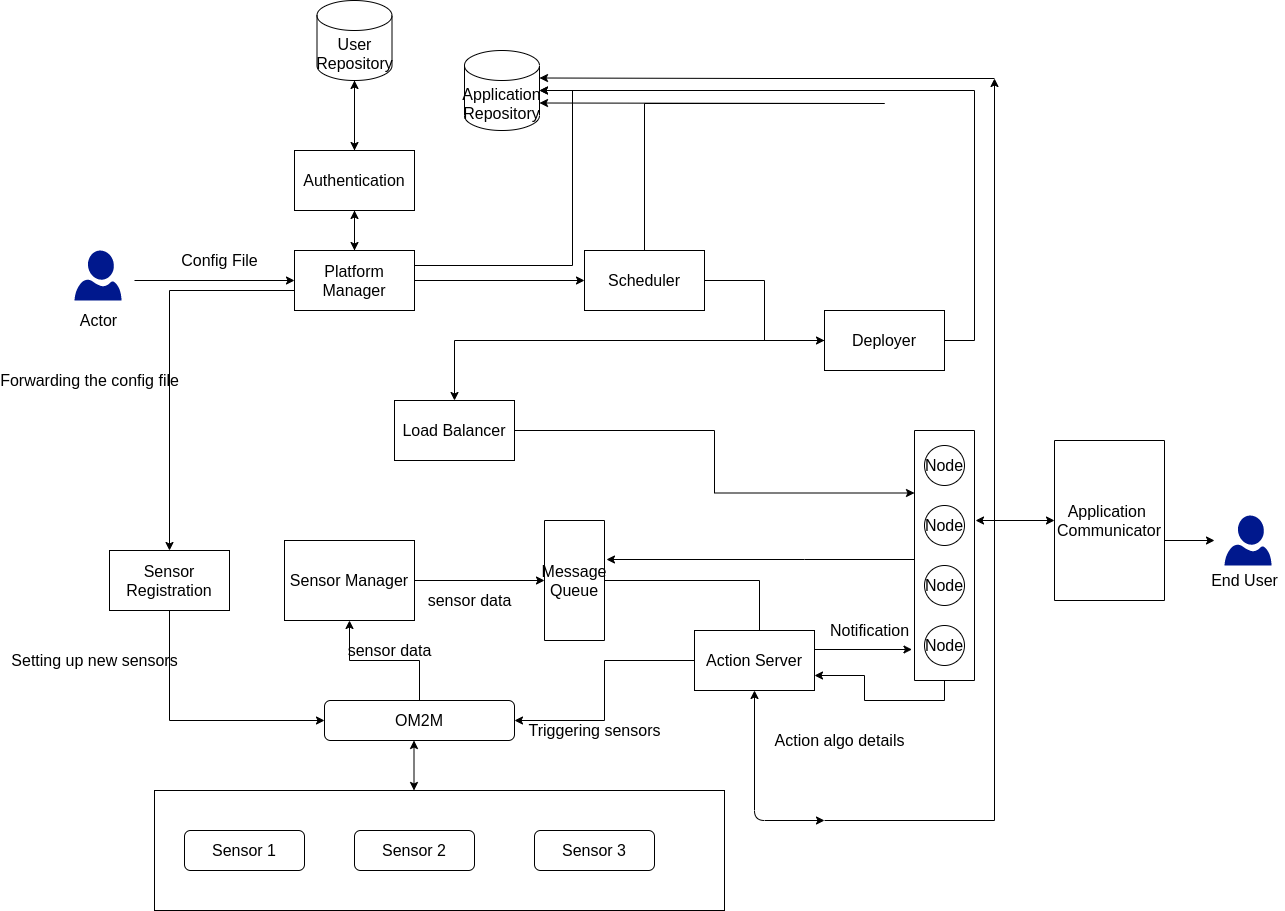 User
Repository
Application
Repository
Authentication
Config File
Platform
Manager
Scheduler
Actor
Deployer
Forwarding the config file
Load Balancer
Node
Node
Node
Node
Application
Communicator
Sensor
Registration
Sensor Manager
sensor data
Message
Queue
End User
Notification
Setting up new sensors
sensor data
Action Server
OM2M
Triggering sensors
Action algo details
Sensor 1
Sensor 2
Sensor 3